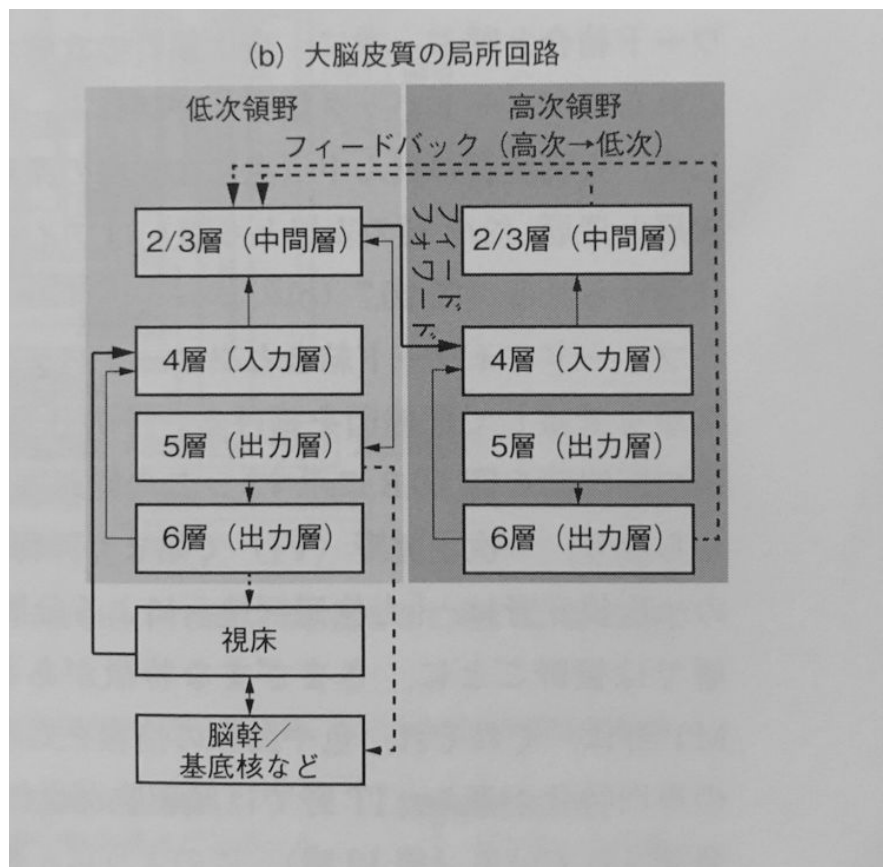 (b) 大脳皮質の局所回路
低次領野
高次領野
フィードバック（高次→低次）
2/3層（中間層）
フィードフォワード
2/3層（中間層）
4層（入力層）
4層（入力層）
5層（出力層）
5層（出力層）
6層（出力層）
6層（出力層）
視床
脳幹／
基底核など